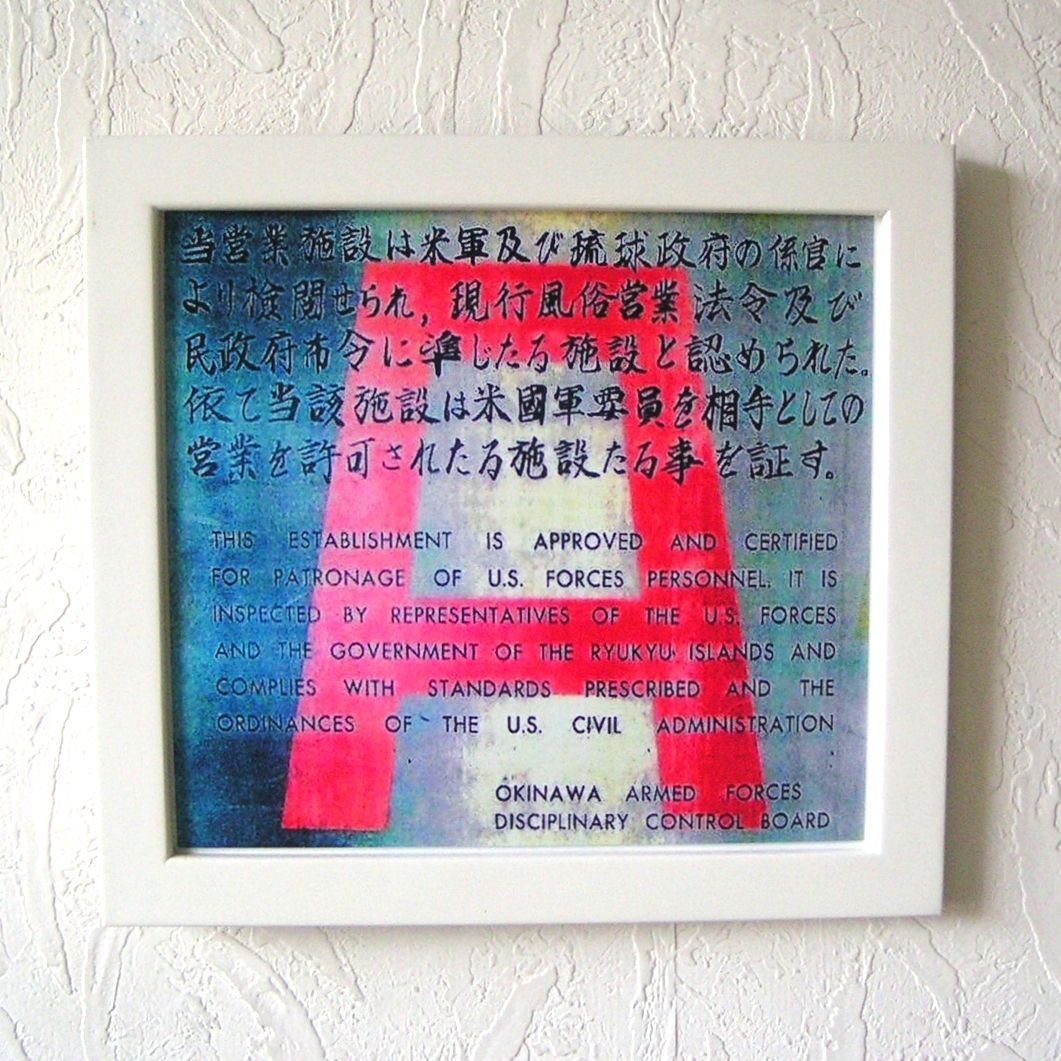 当営業施設は米軍及び琉球政府の係官に
より検閲せられ,現行風俗営業法令及び
民政府布令に準じたる施設と認められた。
依て当該施設は米國軍要員を相手としての
営業を許可されたる施設たる事を証す。
THIS ESTABLISHMENT IS APPROVED AND CERTIFIED
FOR PATRONAGE OF U.S. FORCES PERSONNEL. IT IS
INSPECTED BY REPRESENTATIVES OF THE U.S. FORCES
AND THE GOVERNMENT OF THE RYUKYU ISLANDS AND
COMPLIES WITH STANDARDS PRESCRIBED AND THE
ORDINANCES OF THE U.S. CIVIL ADMINISTRATION
OKINAWA ARMED FORCES
DISCIPLINARY CONTROL BOARD
A